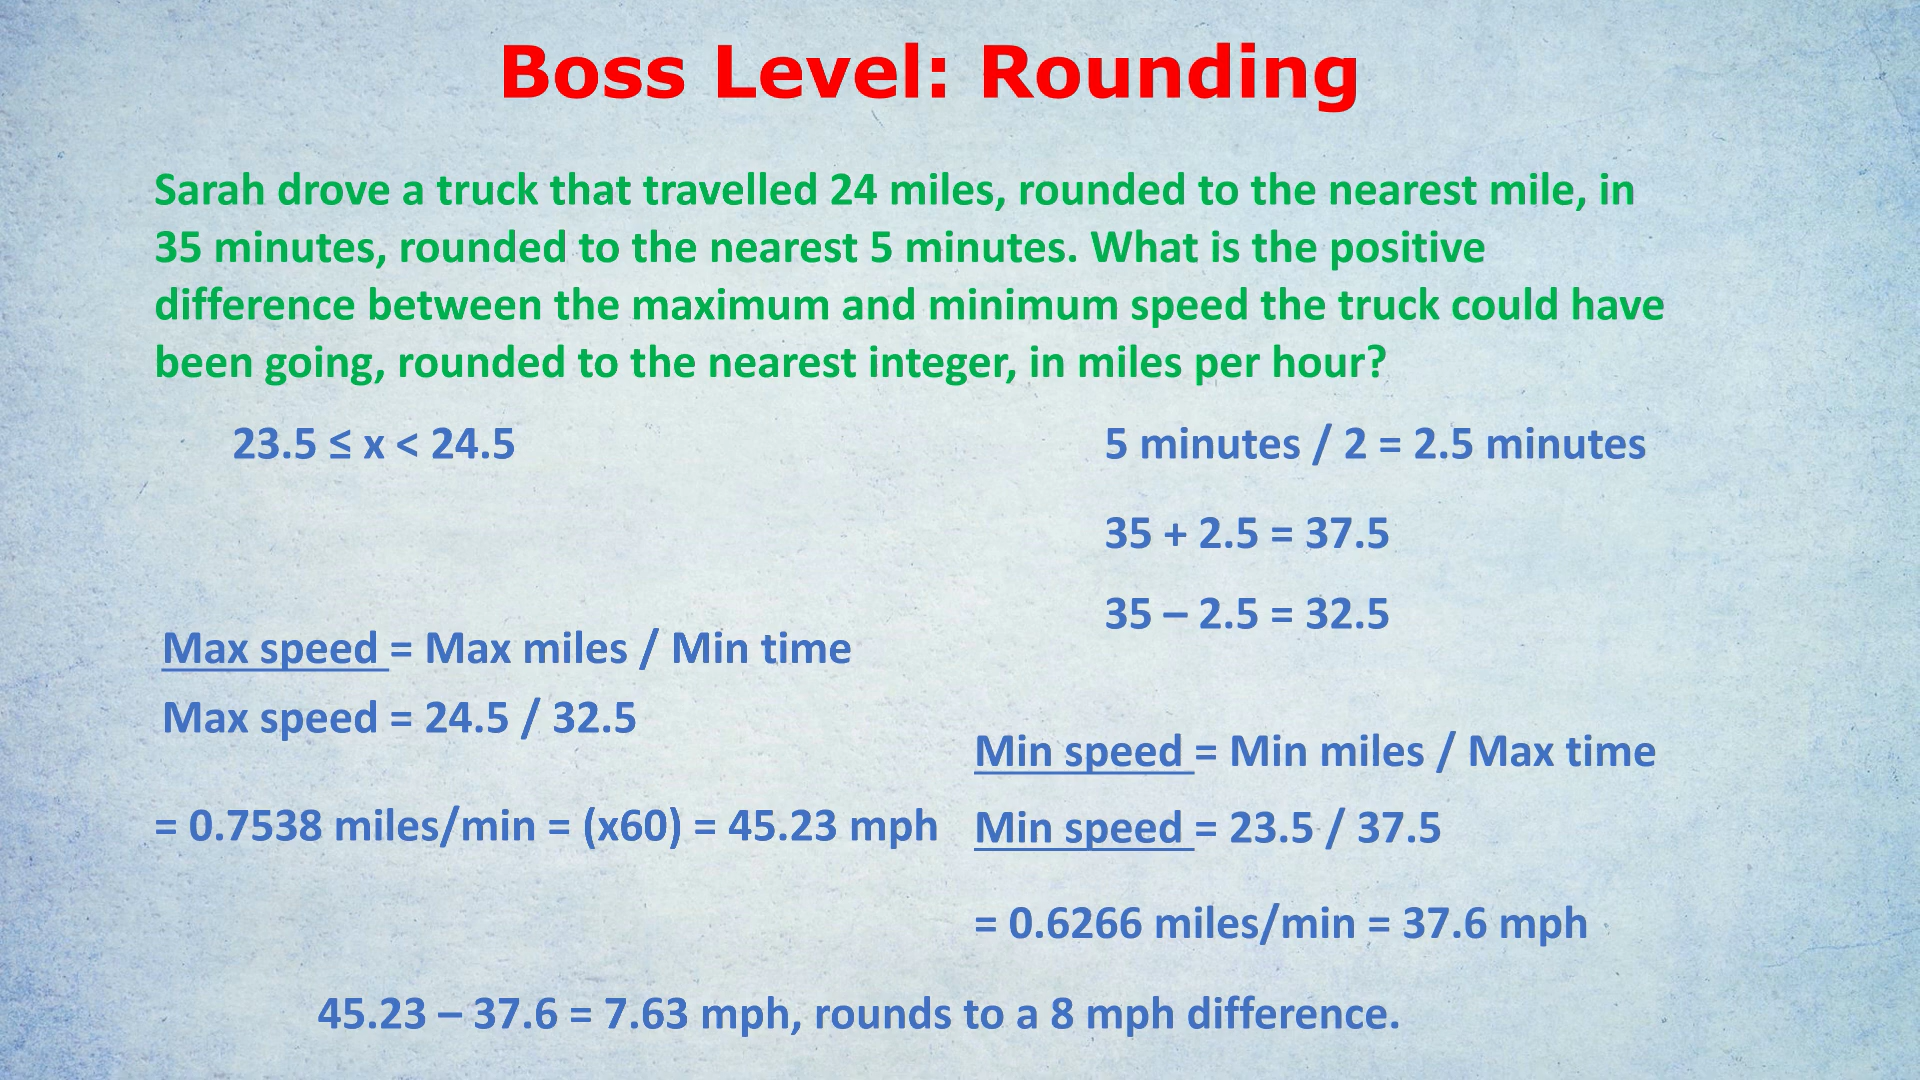 Boss Level: Rounding
Sarah drove a truck that travelled 24 miles, rounded to the nearest mile, in
35 minutes, rounded to the nearest 5 minutes. What is the positive
difference between the maximum and minimum speed the truck could have
been going, rounded to the nearest integer, in miles per hour?
23.5 ≤ x < 24.5
5 minutes / 2 = 2.5 minutes
35 + 2.5 = 37.5
35 – 2.5 = 32.5
Max speed = Max miles / Min time
Max speed = 24.5 / 32.5
= 0.7538 miles/min = (x60) = 45.23 mph
Min speed = Min miles / Max time
Min speed = 23.5 / 37.5
= 0.6266 miles/min = 37.6 mph
45.23 – 37.6 = 7.63 mph, rounds to a 8 mph difference.